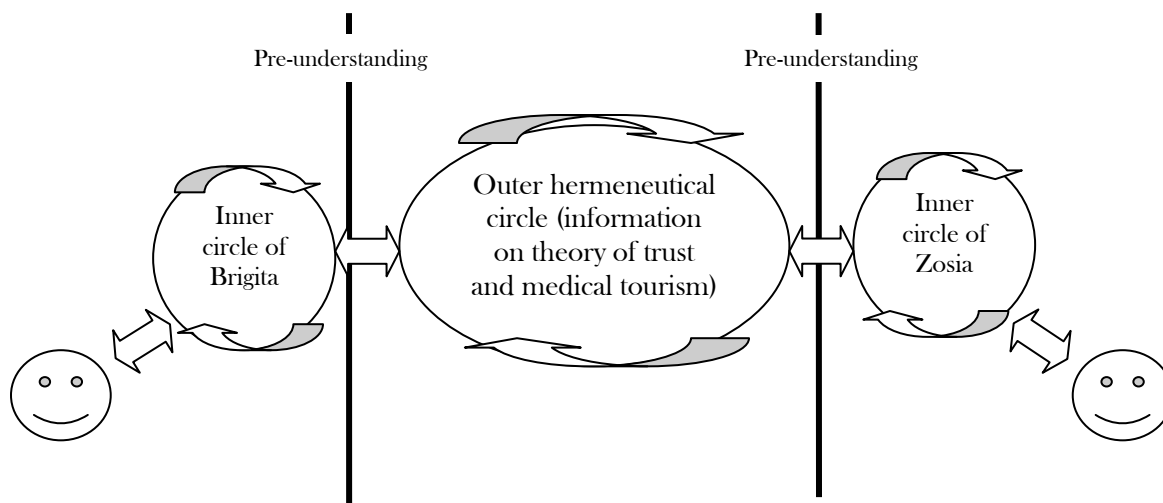 Pre-understanding
Pre-understanding
Inner
circle of
Brigita
Outer hermeneutical
circle (information
on theory of trust
and medical tourism)
Inner
circle of
Zosia